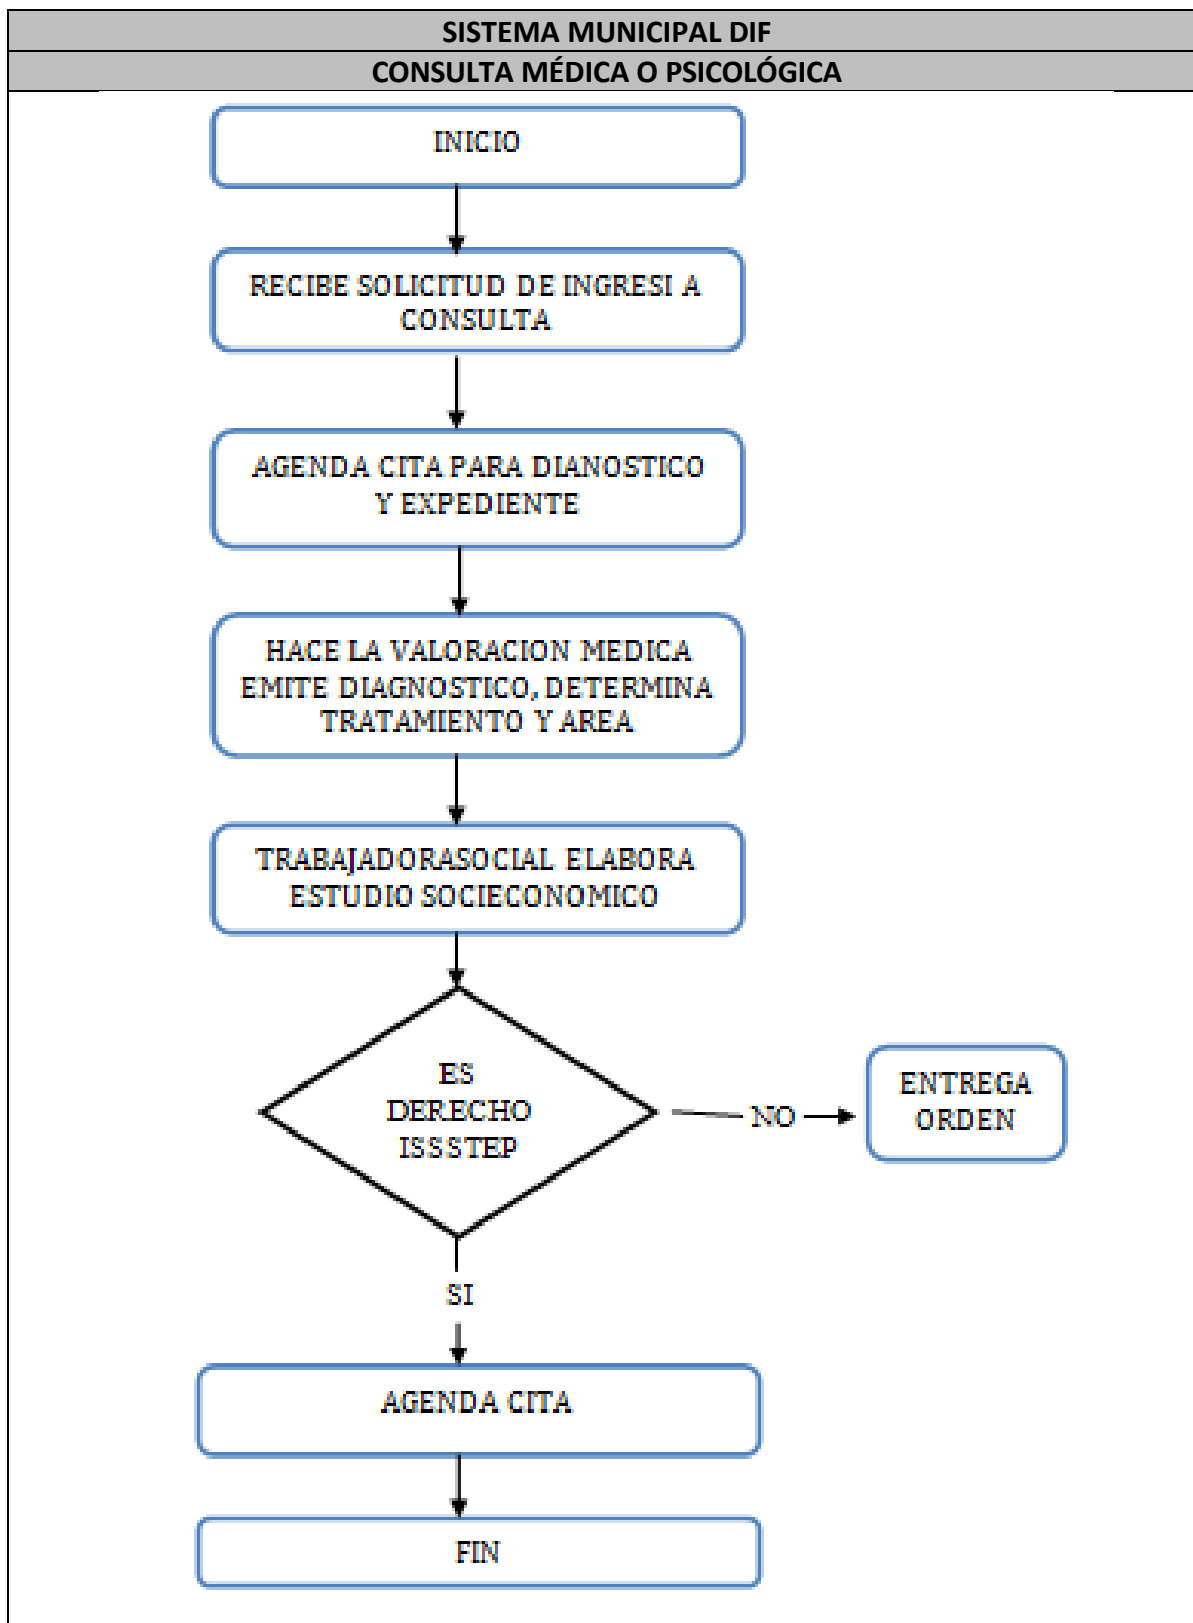 SISTEMA MUNICIPAL DIF
CONSULTA MÉDICA O PSICOLÓGICA
INICIO
RECIBE SOLICITUD DE INGRESI A
CONSULTA
AGENDA CITA PARA DIANOSTICO
Y EXPEDIENTE
HACE LA VALORACION MEDICA
EMITE DIAGNOSTICO, DETERMINA
TRATAMIENTO Y AREA
TRABAJADORASOCIAL ELABORA
ESTUDIO SOCIECONOMICO
ES
DERECHO
ISSSTEP
NO
ENTREGA
ORDEN
SI
AGENDA CITA
FIN